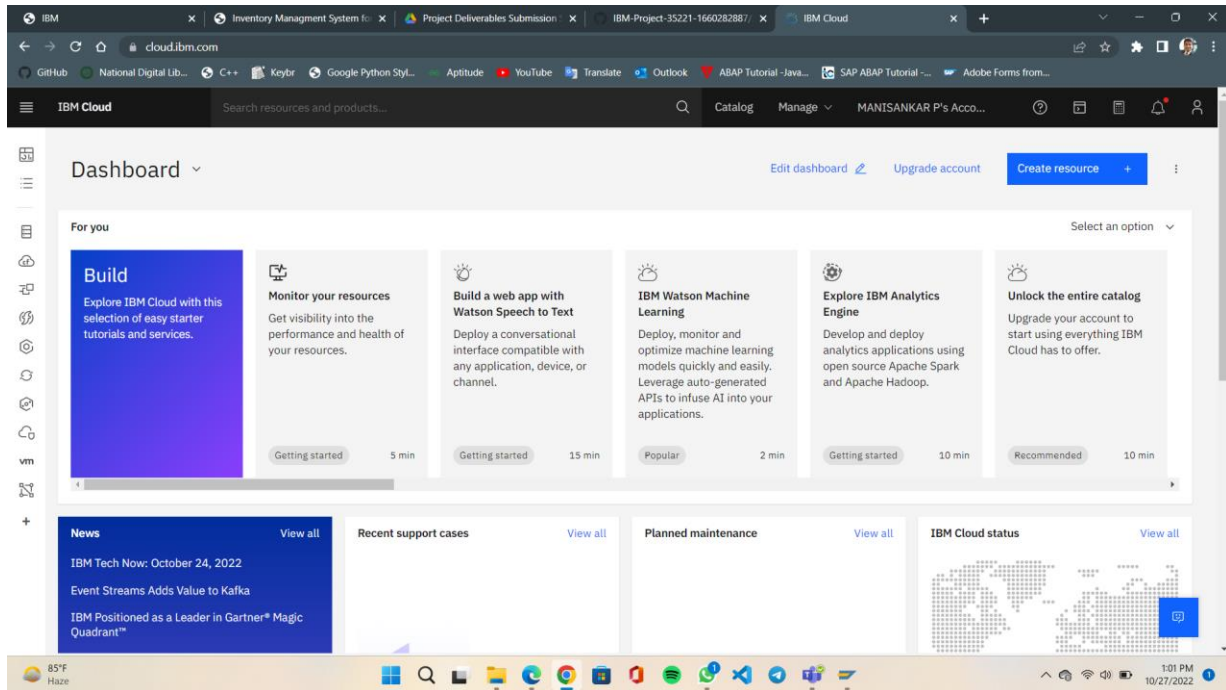 IBM
Inventory Managment System fo
Project Deliverables Submission
IBM-Project-35221-1660282887/
IBM Cloud
cloud.ibm.com
GitHub
National Digital Lib...
C++
Keybr
Google Python Styl...
Aptitude
YouTube
Translate
Outlook
ABAP Tutorial -Java...
SAP ABAP Tutorial -...
Adobe Forms from...
IBM Cloud
Search resources and products...
Catalog
Manage
MANISANKAR P's Acco...
Dashboard
Edit dashboard
Upgrade account
Create resource +
For you
Select an option
Build
Explore IBM Cloud with this
selection of easy starter
tutorials and services.
Monitor your resources
Get visibility into the
performance and health of
your resources.
Getting started
5 min
Build a web app with
Watson Speech to Text
Deploy a conversational
interface compatible with
any application, device, or
channel.
Getting started
15 min
IBM Watson Machine
Learning
Deploy, monitor and
optimize machine learning
models quickly and easily.
Leverage auto-generated
APIs to infuse AI into your
applications.
Popular
2 min
Explore IBM Analytics
Engine
Develop and deploy
analytics applications using
open source Apache Spark
and Apache Hadoop.
Getting started
10 min
Unlock the entire catalog
Upgrade your account to
start using everything IBM
Cloud has to offer.
Recommended
10 min
vm
News
View all
IBM Tech Now: October 24, 2022
Event Streams Adds Value to Kafka
IBM Positioned as a Leader in Gartner® Magic
Quadrant™
Recent support cases
View all
Planned maintenance
View all
IBM Cloud status
View all
85°F
Haze
1:01 PM
10/27/2022